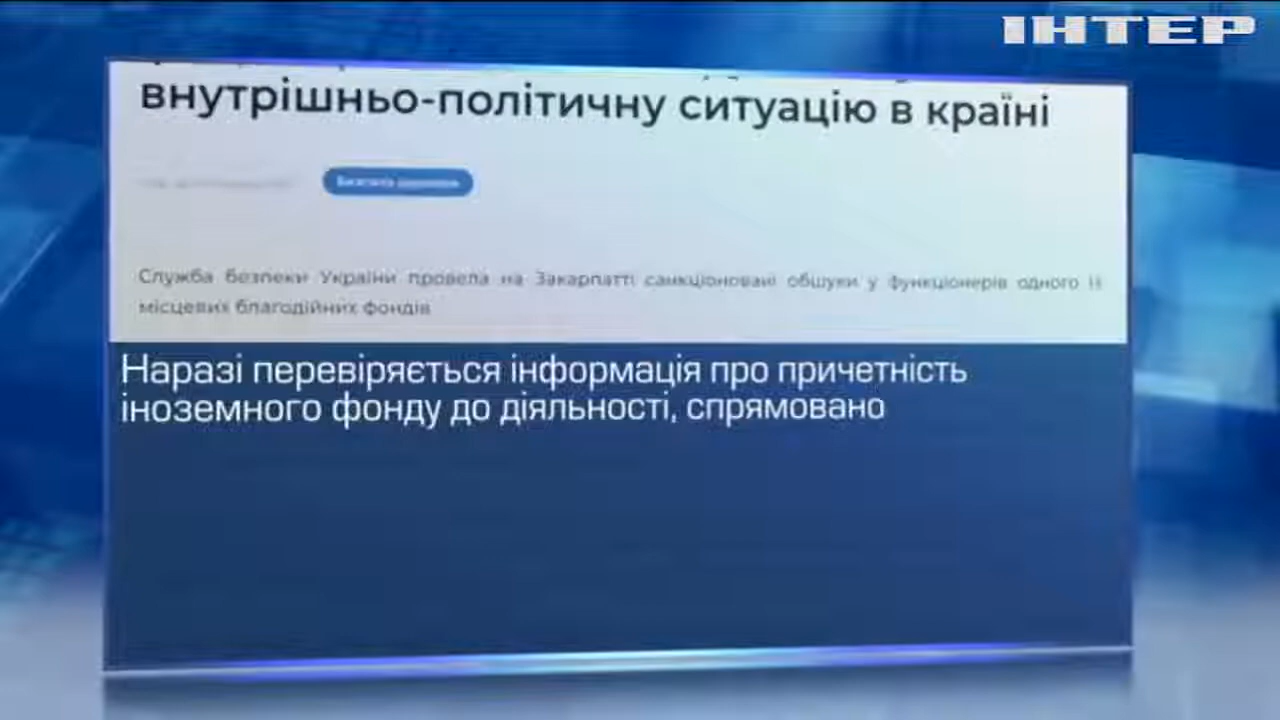 ІНТЕР
внутрішньо-політичну ситуацію в країні
Служба безпеки України провела на Закарпатті санкціоновані обшуки у функціонерів одного із
місцевих благодійних фондів
Наразі перевіряється інформація про причетність
іноземного фонду до діяльності, спрямовано